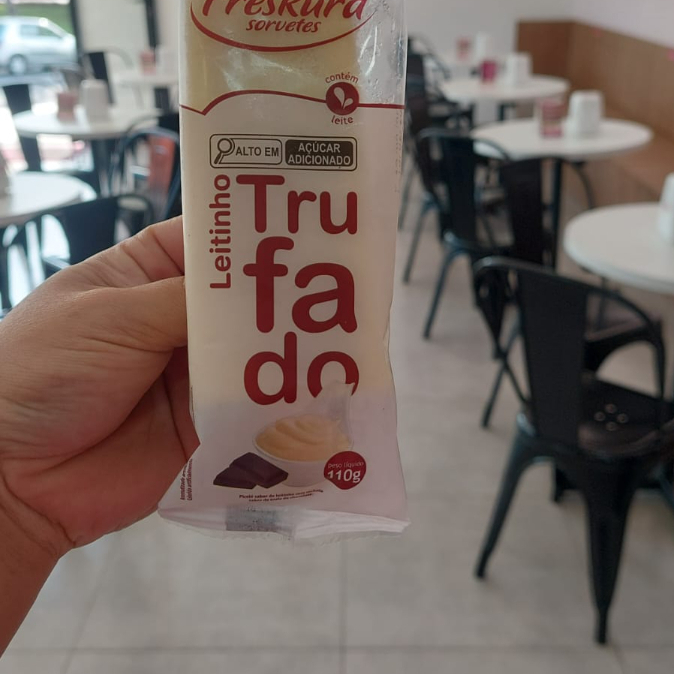 Freskura
sorvetes
contém
leite
ALTO EM
AÇÚCAR
ADICIONADO
Leitinho
Tru
fa
do
peso líquido
110g